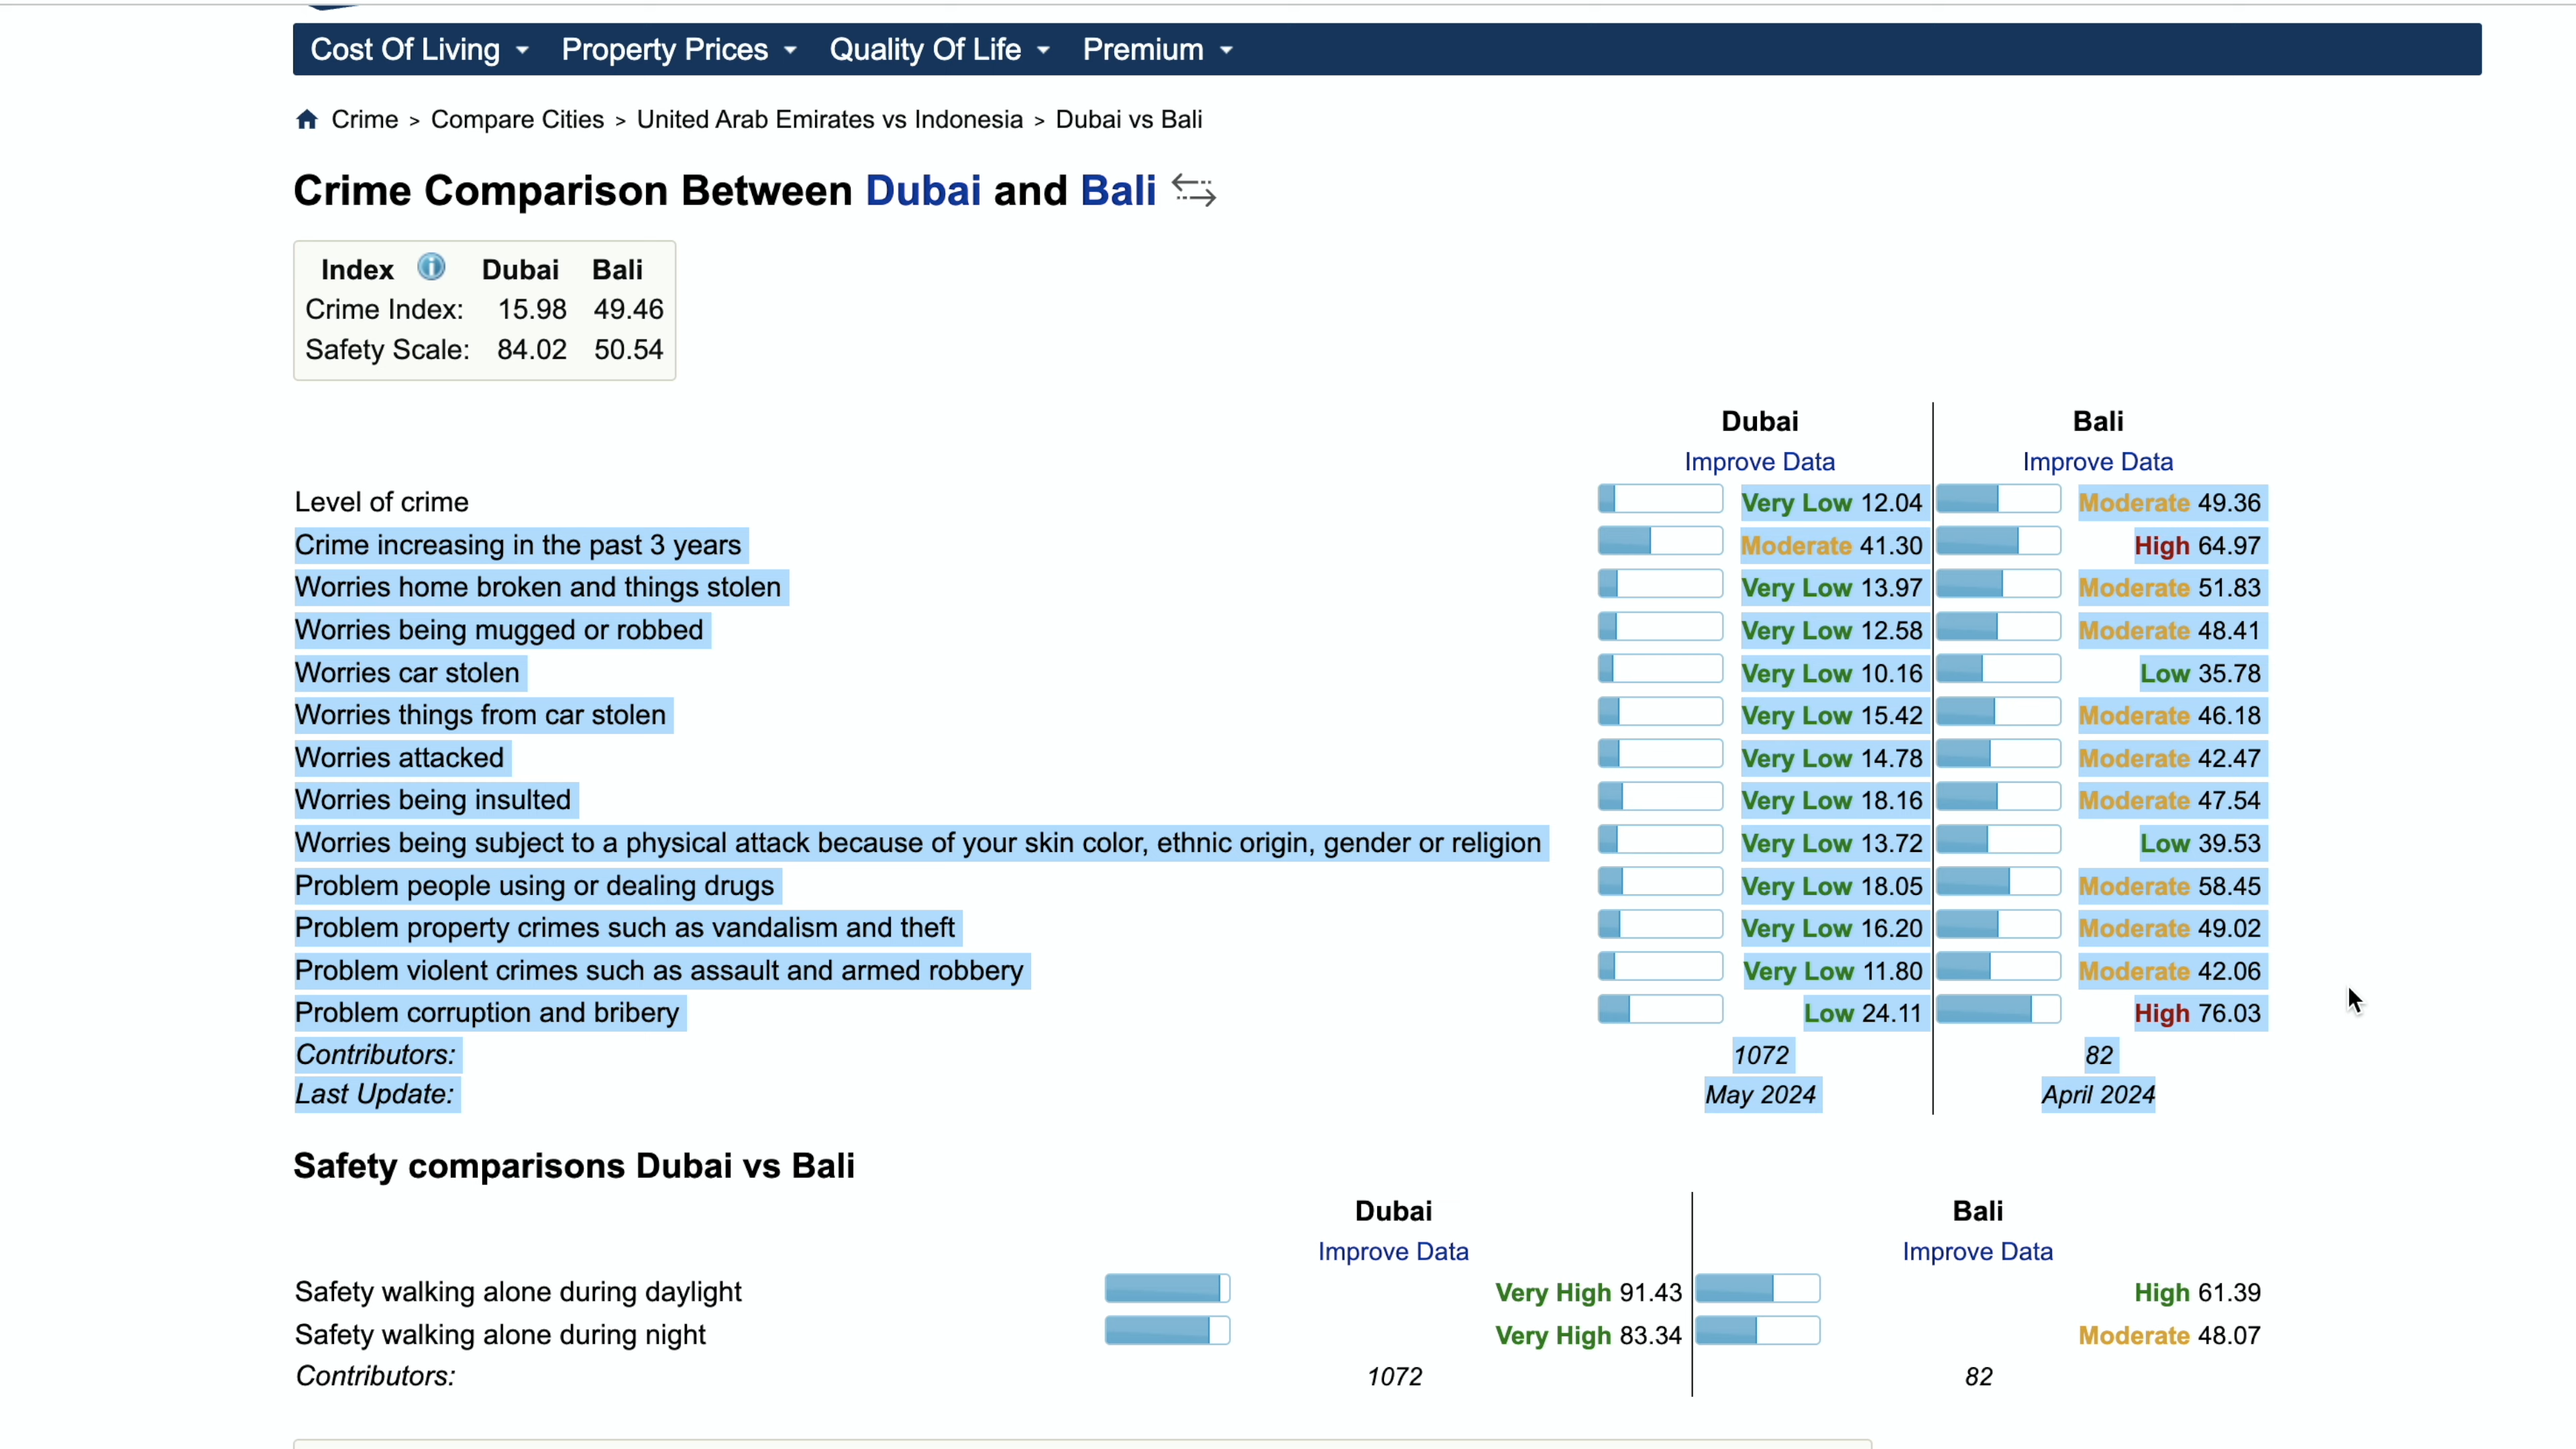 Cost Of Living Property Prices Quality Of Life Premium
Crime > Compare Cities > United Arab Emirates vs Indonesia > Dubai vs Bali
Crime Comparison Between Dubai and Bali
Index Dubai Bali
Crime Index: 15.98 49.46
Safety Scale: 84.02 50.54
Dubai Bali
Improve Data Improve Data
Level of crime Very Low 12.04 Moderate 49.36
Crime increasing in the past 3 years Moderate 41.30 High 64.97
Worries home broken and things stolen Very Low 13.97 Moderate 51.83
Worries being mugged or robbed Very Low 12.58 Moderate 48.41
Worries car stolen Very Low 10.16 Low 35.78
Worries things from car stolen Very Low 15.42 Moderate 46.18
Worries attacked Very Low 14.78 Moderate 42.47
Worries being insulted Very Low 18.16 Moderate 47.54
Worries being subject to a physical attack because of your skin color, ethnic origin, gender or religion Very Low 13.72 Low 39.53
Problem people using or dealing drugs Very Low 18.05 Moderate 58.45
Problem property crimes such as vandalism and theft Very Low 16.20 Moderate 49.02
Problem violent crimes such as assault and armed robbery Very Low 11.80 Moderate 42.06
Problem corruption and bribery Low 24.11 High 76.03
Contributors: 1072 82
Last Update: May 2024 April 2024
Safety comparisons Dubai vs Bali
Dubai Bali
Improve Data Improve Data
Safety walking alone during daylight Very High 91.43 High 61.39
Safety walking alone during night Very High 83.34 Moderate 48.07
Contributors: 1072 82